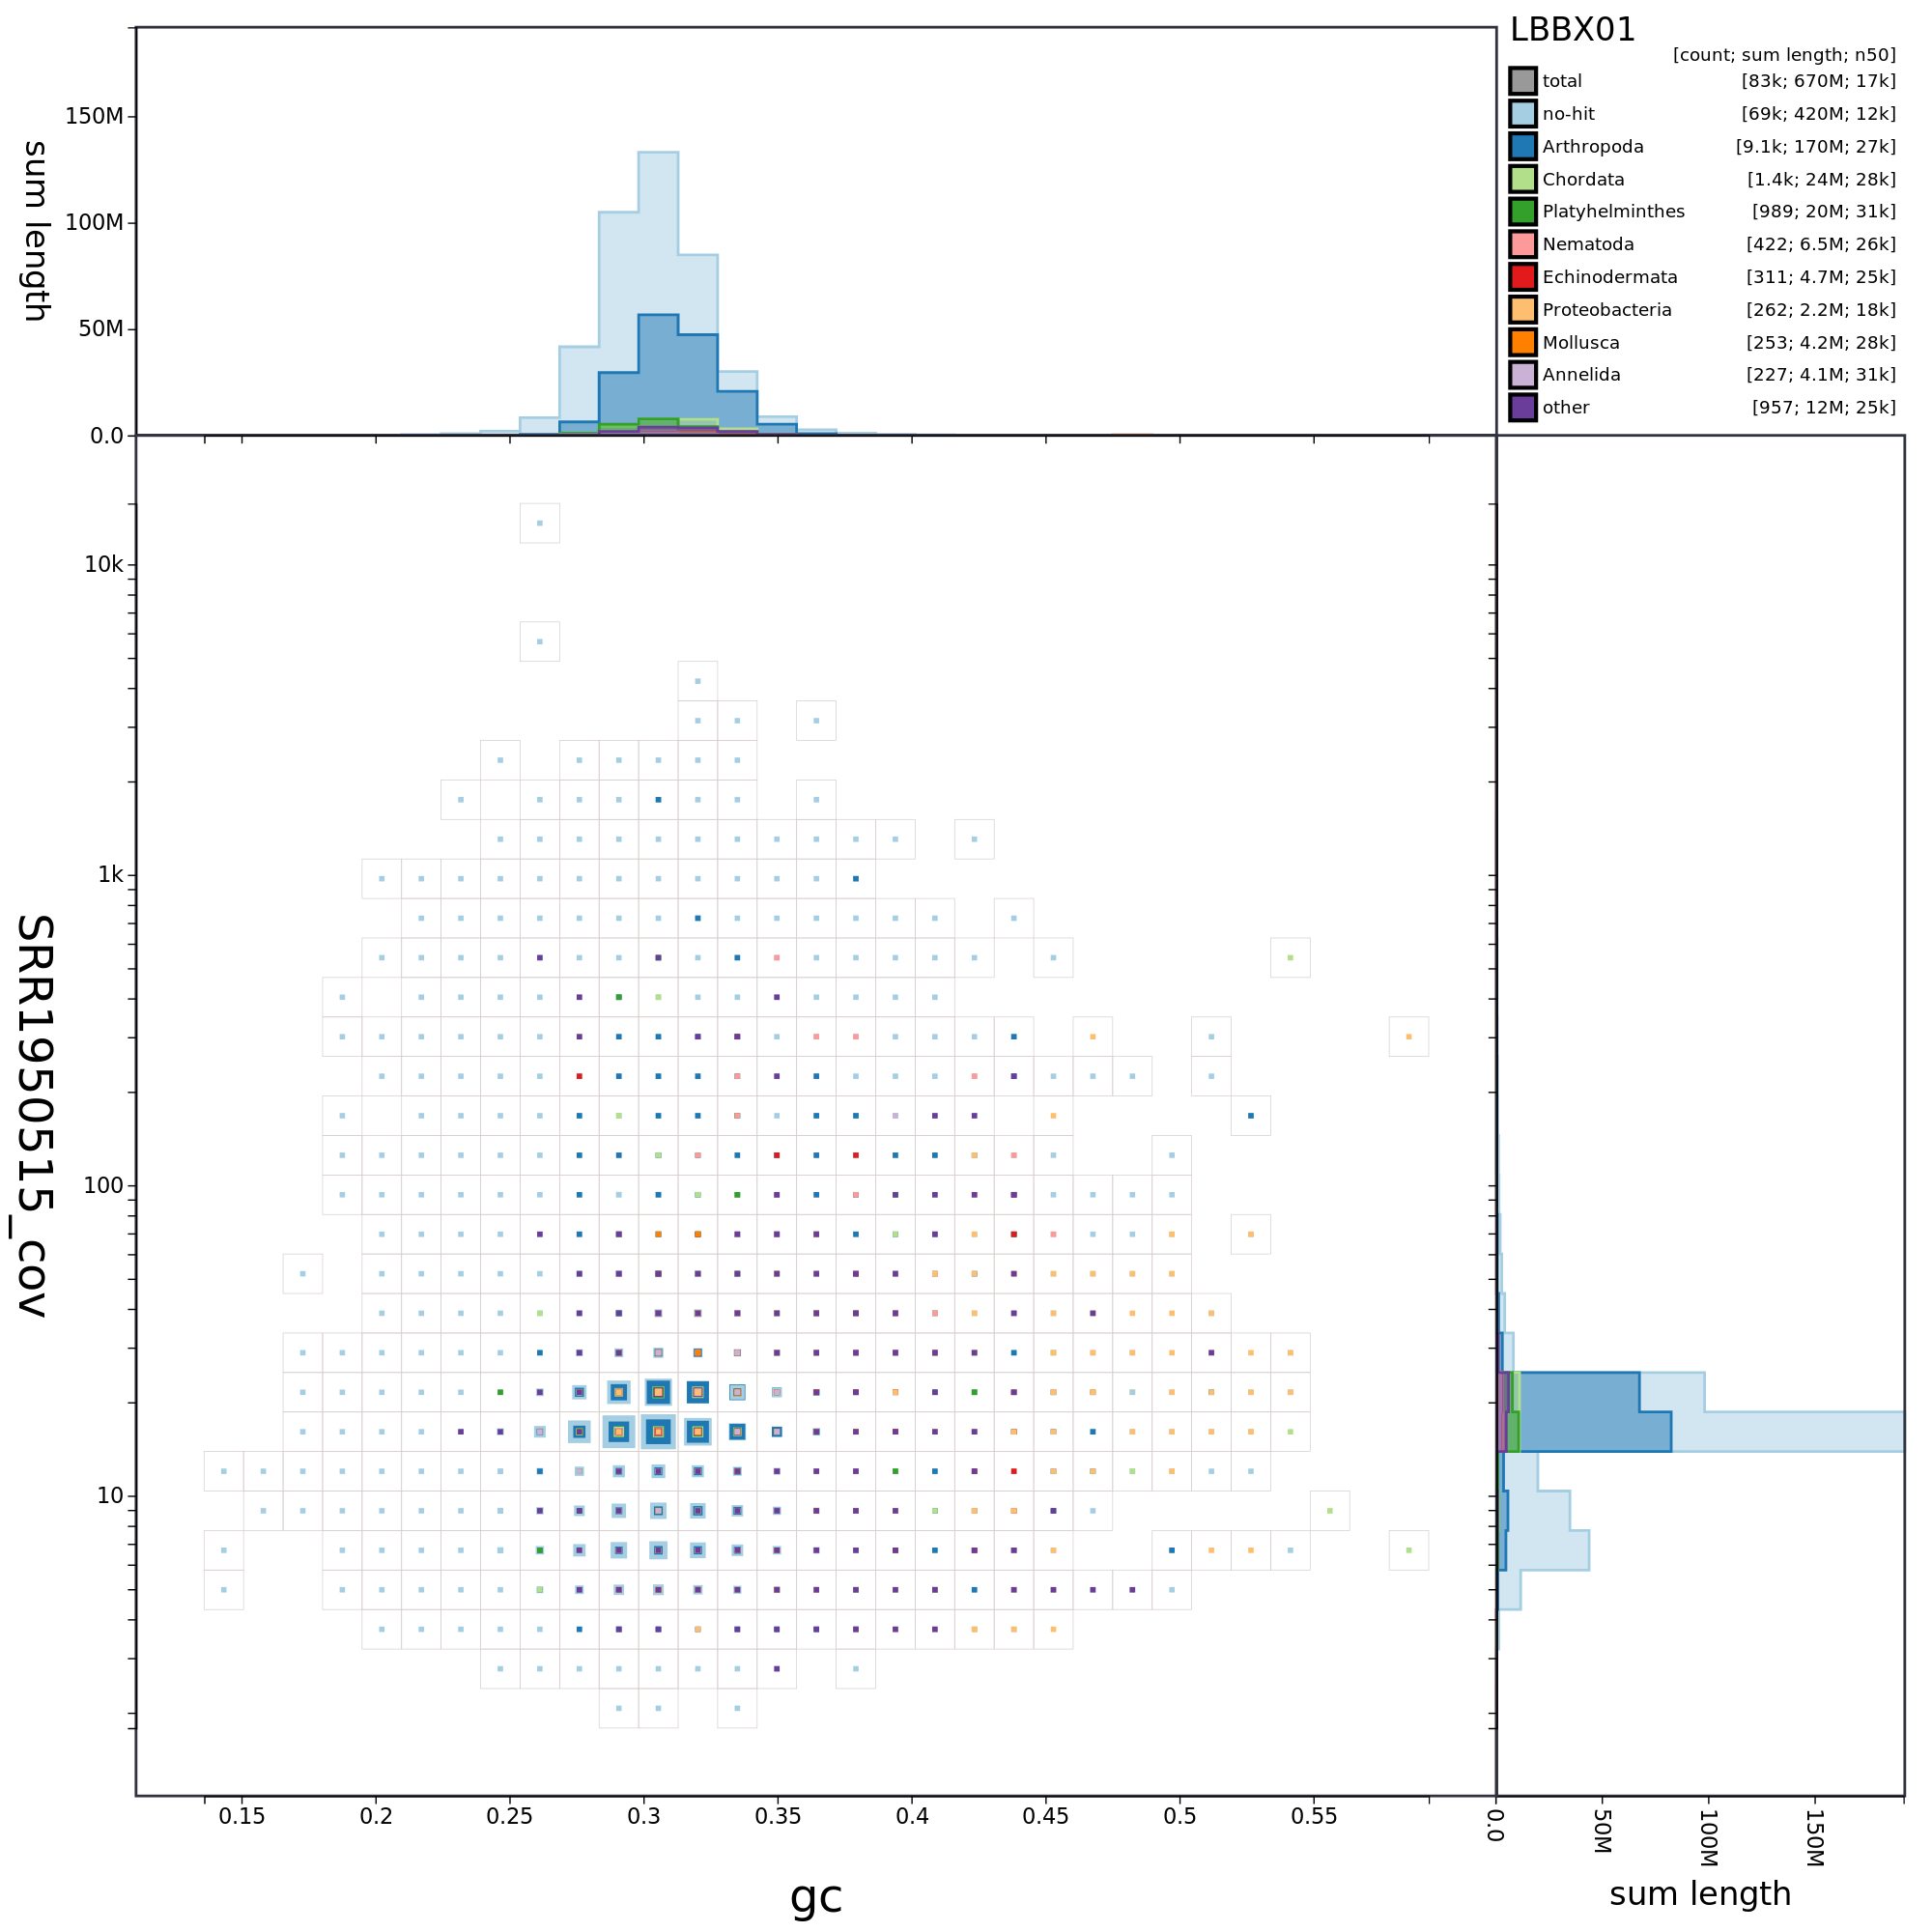 LBBX01
[count; sum length; n50]
total [83k; 670M; 17k]
no-hit [69k; 420M; 12k]
Arthropoda [9.1k; 170M; 27k]
Chordata [1.4k; 24M; 28k]
Platyhelminthes [989; 20M; 31k]
Nematoda [422; 6.5M; 26k]
Echinodermata [311; 4.7M; 25k]
Proteobacteria [262; 2.2M; 18k]
Mollusca [253; 4.2M; 28k]
Annelida [227; 4.1M; 31k]
other [957; 12M; 25k]
sum length
150M
100M
50M
0.0
SRR1950515_cov
10k
1k
100
10
0.15 0.2 0.25 0.3 0.35 0.4 0.45 0.5 0.55
gc
0.0 50M 100M 150M
sum length